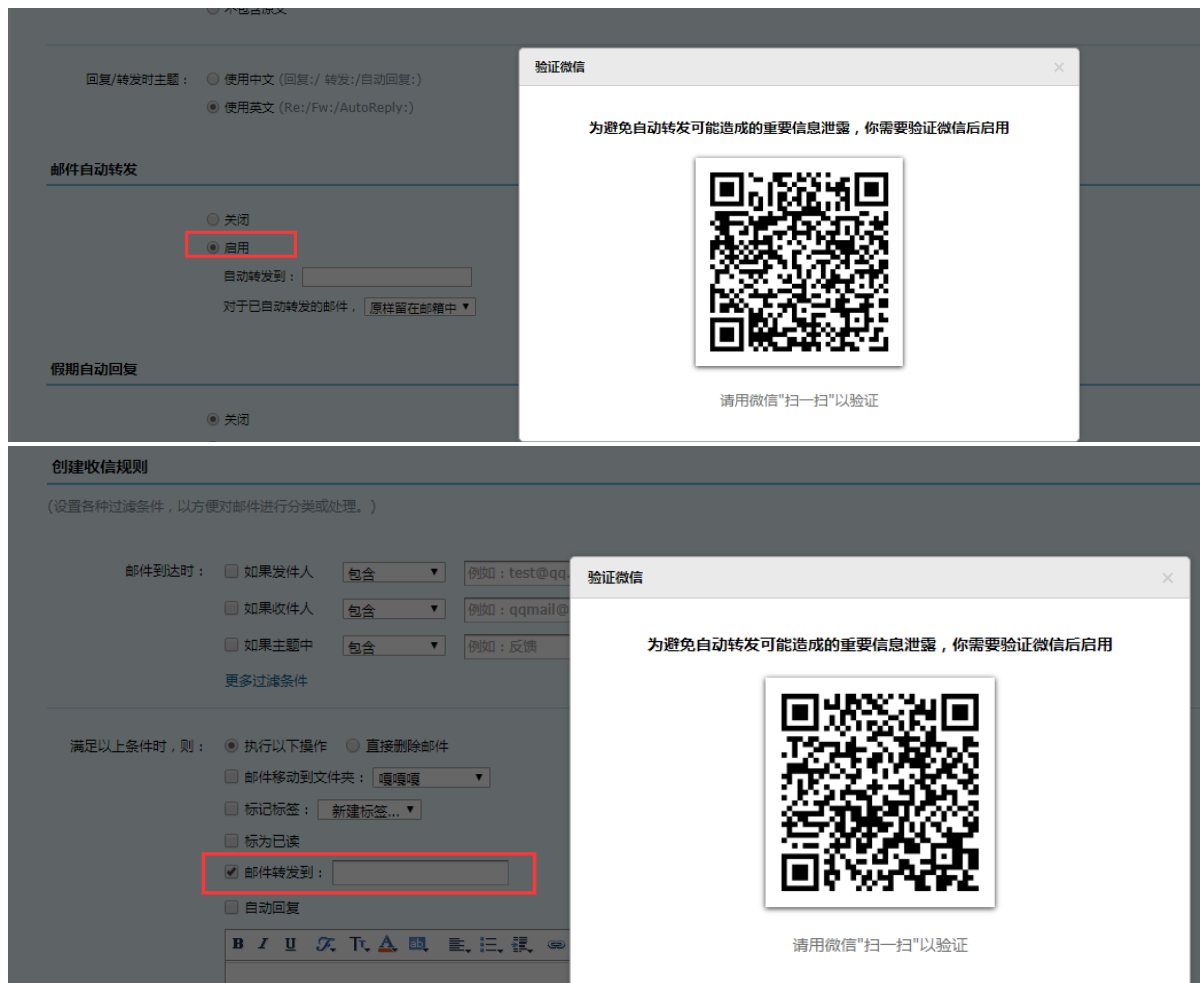 不包含原文
回复/转发时主题： 使用中文 (回复:/ 转发:/自动回复:)
使用英文 (Re:/Fw:/AutoReply:)
邮件自动转发
关闭
启用
自动转发到：
对于已自动转发的邮件， 原样留在邮箱中
假期自动回复
关闭
验证微信
为避免自动转发可能造成的重要信息泄露，你需要验证微信后启用
请用微信"扫一扫"以验证
创建收信规则
(设置各种过滤条件，以方便对邮件进行分类或处理。)
邮件到达时： 如果发件人 包含 例如：test@qq.
如果收件人 包含 例如：qqmail@
如果主题中 包含 例如：反馈
更多过滤条件
满足以上条件时，则： 执行以下操作 直接删除邮件
邮件移动到文件夹： 嘎嘎嘎
标记标签： 新建标签...
标为已读
邮件转发到：
自动回复
B I U
验证微信
为避免自动转发可能造成的重要信息泄露，你需要验证微信后启用
请用微信"扫一扫"以验证